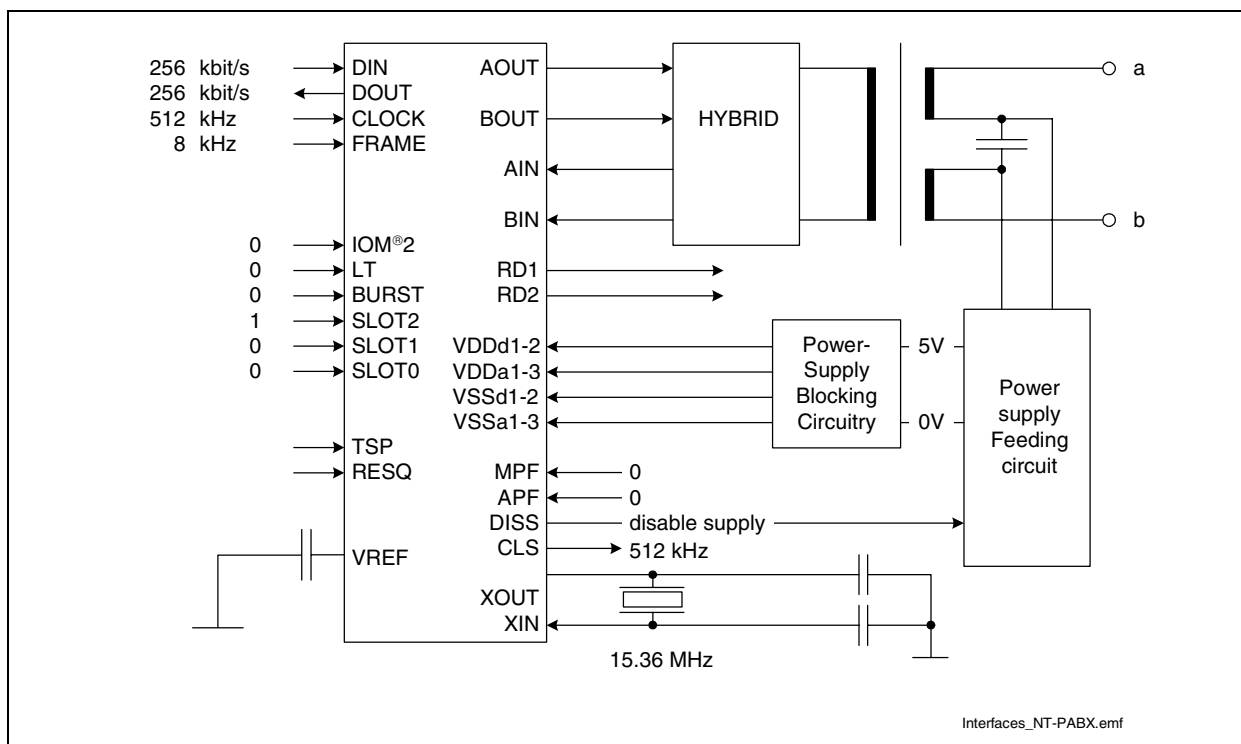 256 kbit/s DIN AOUT a
256 kbit/s DOUT
512 kHz CLOCK BOUT HYBRID
8 kHz FRAME
AIN
BIN b
0 IOM®2
0 LT RD1
0 BURST RD2
1 SLOT2
0 SLOT1 VDDd1-2 Power- 5V
0 SLOT0 VDDa1-3 Supply
VSSd1-2 Blocking Power
VSSa1-3 Circuitry 0V supply
TSP Feeding
RESQ MPF 0 circuit
APF 0
DISS disable supply
VREF CLS 512 kHz
XOUT
XIN
15.36 MHz
Interfaces_NT-PABX.emf